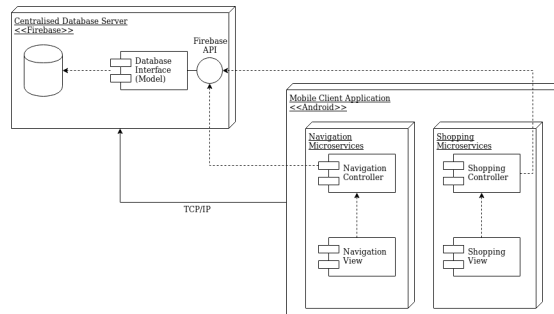 Centralised Database Server
<<Firebase>>
Firebase
API
Database
Interface
(Model)
Mobile Client Application
<<Android>>
Navigation
Microservices
Shopping
Microservices
Navigation
Controller
Shopping
Controller
TCP/IP
Navigation
View
Shopping
View